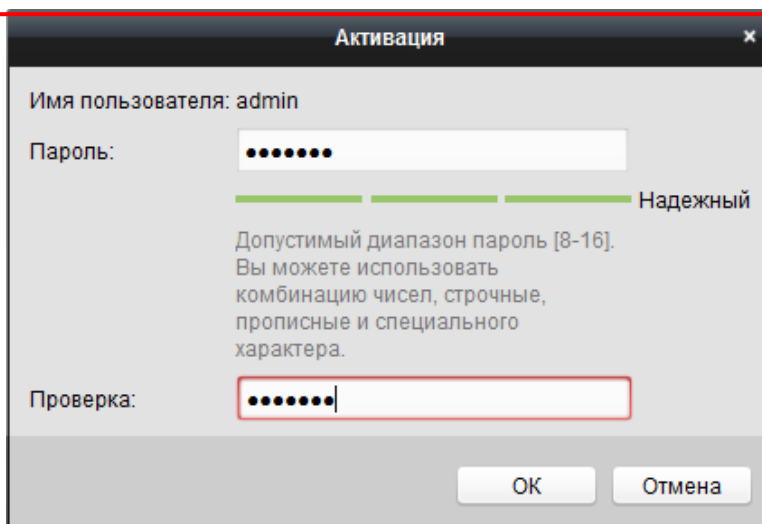 Активация ×
Имя пользователя: admin
Пароль: •••••••
Надежный
Допустимый диапазон пароль [8-16].
Вы можете использовать
комбинацию чисел, строчные,
прописные и специального
характера.
Проверка: •••••••
ОК Отмена